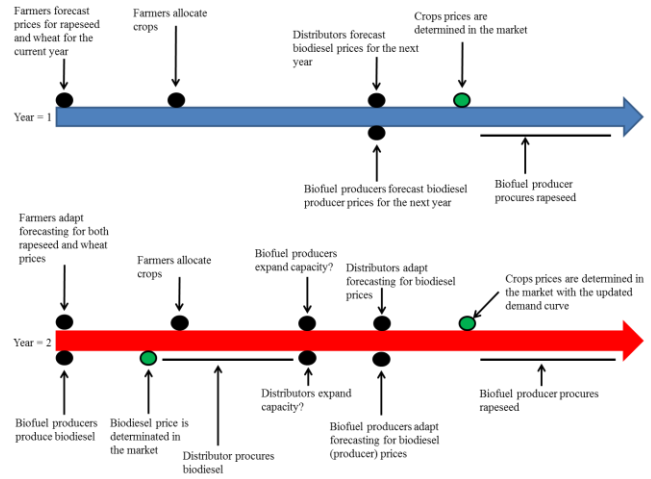 Farmers forecast
prices for rapeseed
and wheat for the
current year
Farmers allocate
crops
Distributors forecast
biodiesel prices for the next
year
Crops prices are
determined in the market
Year = 1
Biofuel producers forecast biodiesel
producer prices for the next year
Biofuel producer
procures rapeseed
Farmers adapt
forecasting for both
rapeseed and wheat
prices
Farmers allocate
crops
Biofuel producers
expand capacity?
Distributors adapt
forecasting for biodiesel
prices
Crops prices are determined in
the market with the updated
demand curve
Year = 2
Biofuel producers
produce biodiesel
Biodiesel price is
determinated in
the market
Distributor procures
biodiesel
Distributors expand
capacity?
Biofuel producers adapt
forecasting for biodiesel
(producer) prices
Biofuel producer procures
rapeseed